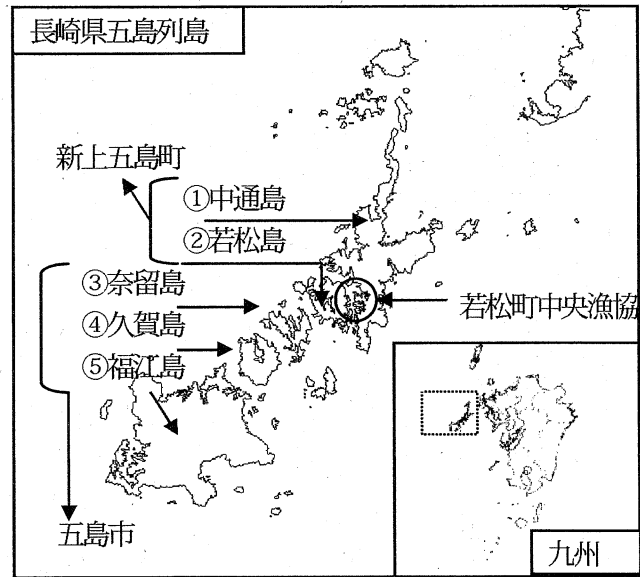 長崎県五島列島
新上五島町
①中通島
②若松島
③奈留島
④久賀島
⑤福江島
若松町中央漁協
五島市
九州